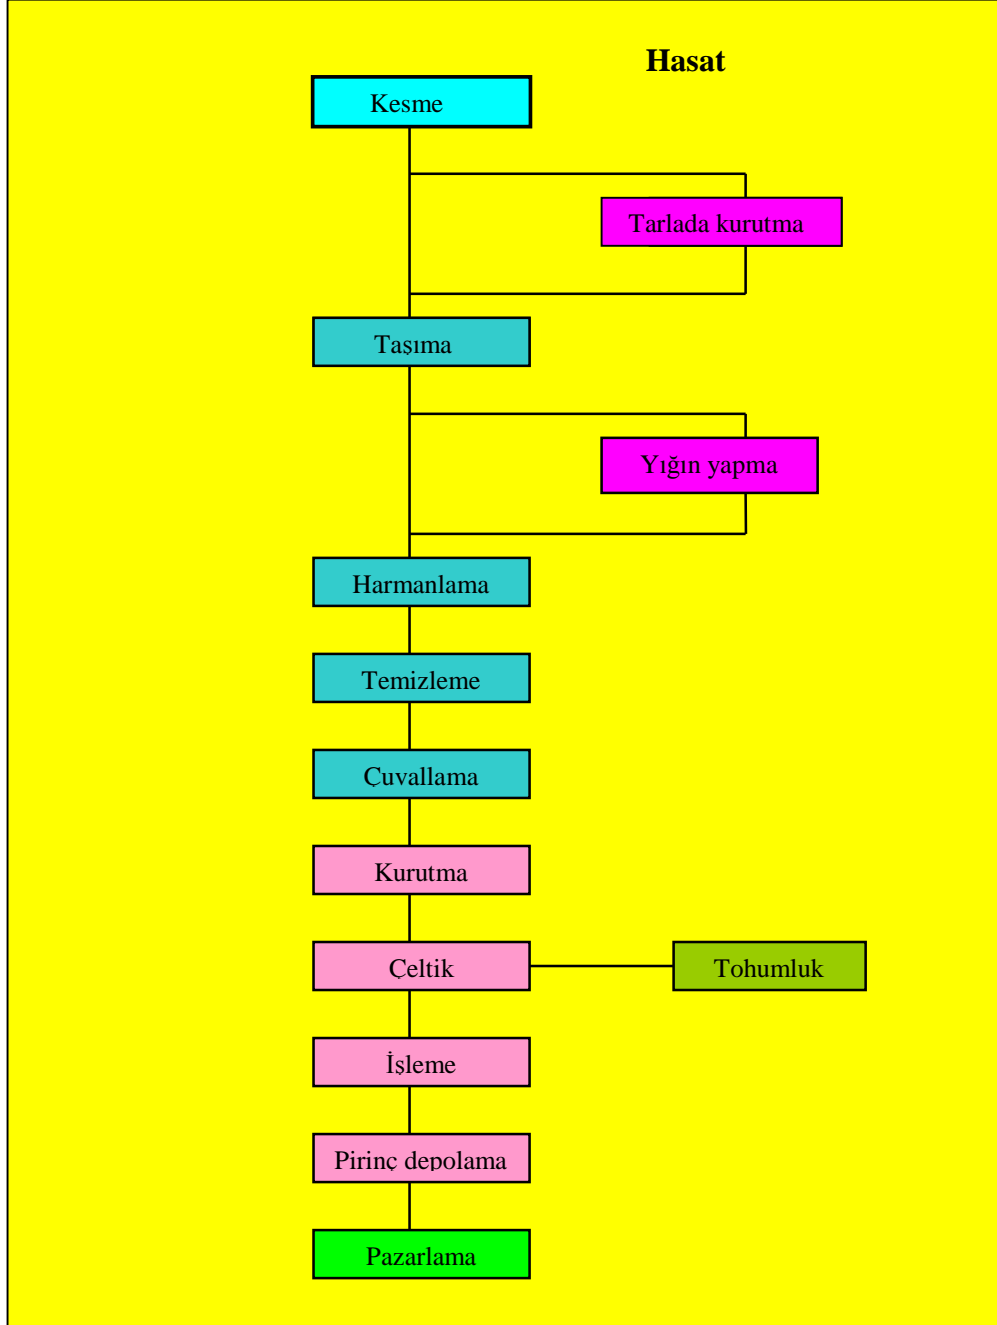 Hasat
Kesme
Tarlada kurutma
Taşıma
Yığın yapma
Harmanlama
Temizleme
Çuvallama
Kurutma
Çeltik
Tohumluk
İşleme
Pirinç depolama
Pazarlama